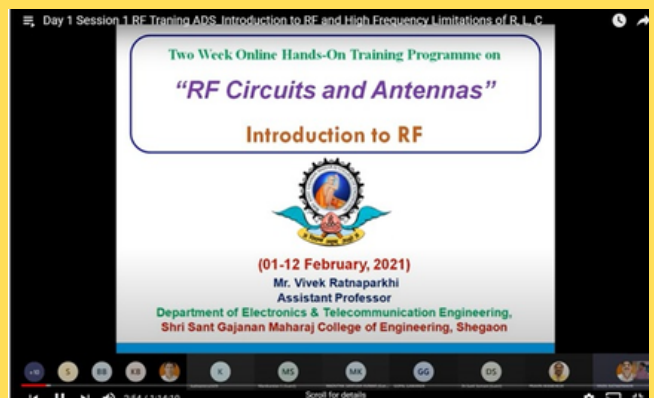 Day 1 Session 1 RF Traning ADS Introduction to RF and High Frequency Limitations of R, L, C
Two Week Online Hands-On Training Programme on
“RF Circuits and Antennas”
Introduction to RF
(01-12 February, 2021)
Mr. Vivek Ratnaparkhi
Assistant Professor
Department of Electronics & Telecommunication Engineering,
Shri Sant Gajanan Maharaj College of Engineering, Shegaon
+10 S BB KB K MS MK GG DS
Scroll for details